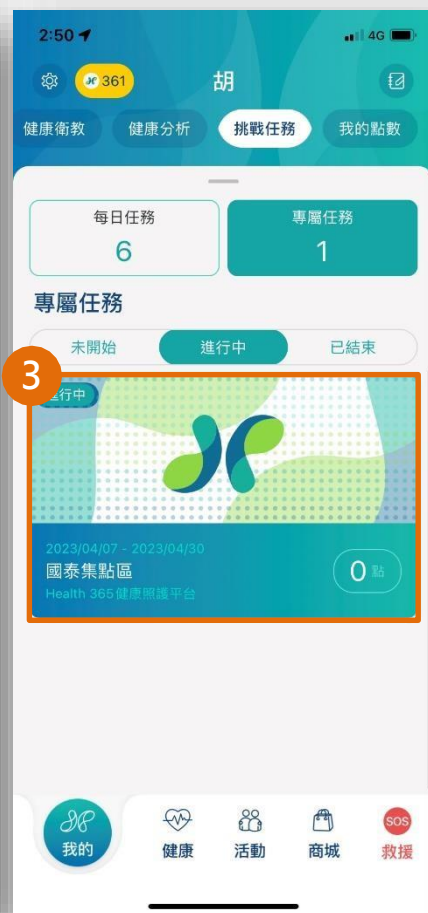 2:50 4G
361 胡
健康衛教 健康分析 挑戰任務 我的點數
每日任務 專屬任務
6 1
專屬任務
未開始 進行中 已結束
3
進行中
2023/04/07 - 2023/04/30
國泰集點區
0 點
Health 365健康照護平台
SOS
我的 健康 活動 商城 救援